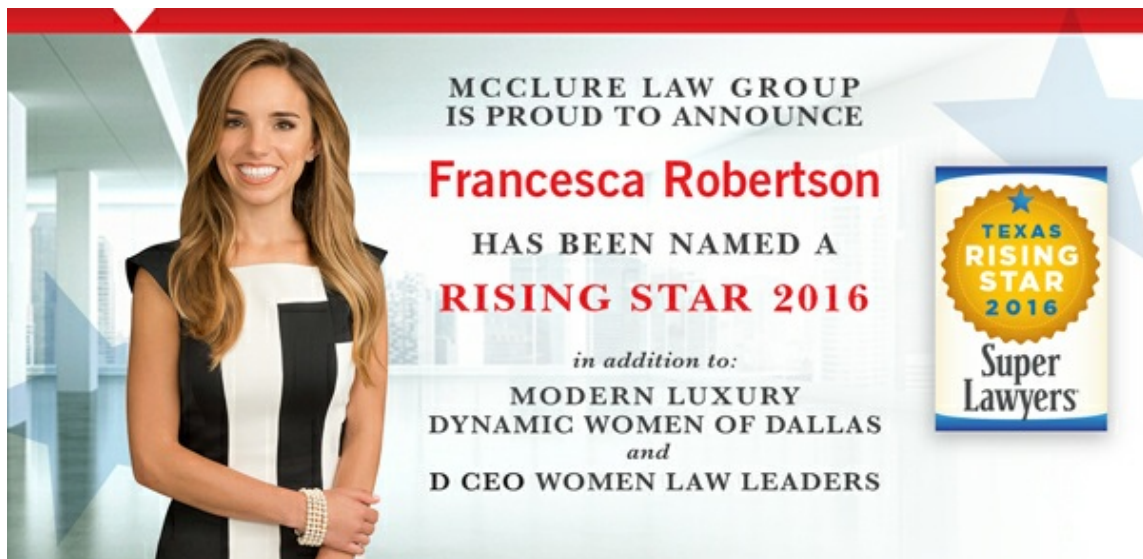 MCCLURE LAW GROUP
IS PROUD TO ANNOUNCE
Francesca Robertson
HAS BEEN NAMED A
RISING STAR 2016
in addition to:
MODERN LUXURY
DYNAMIC WOMEN OF DALLAS
and
D CEO WOMEN LAW LEADERS
TEXAS
RISING
STAR
2016
Super
Lawyers